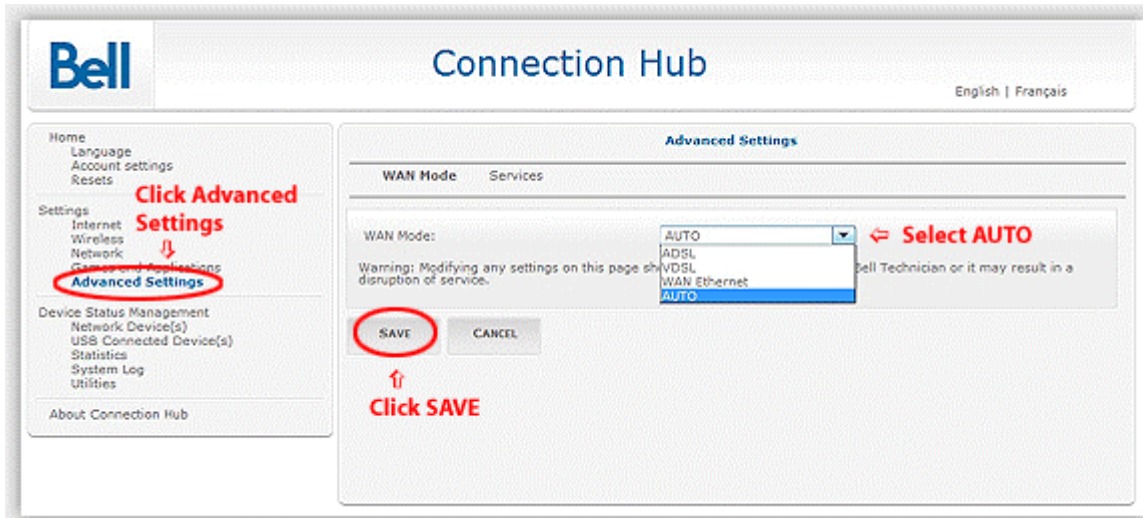 Bell
Connection Hub
English | Français
Home
Language
Account settings
Resets
Settings
Internet
Wireless
Network
Games and Applications
Advanced Settings
Device Status Management
Network Device(s)
USB Connected Device(s)
Statistics
System Log
Utilities
About Connection Hub
Click Advanced
Settings
Advanced Settings
WAN Mode Services
WAN Mode: AUTO
Select AUTO
ADSL
VDSL
WAN Ethernet
AUTO
Warning: Modifying any settings on this page Bell Technician or it may result in a
disruption of service.
SAVE CANCEL
Click SAVE